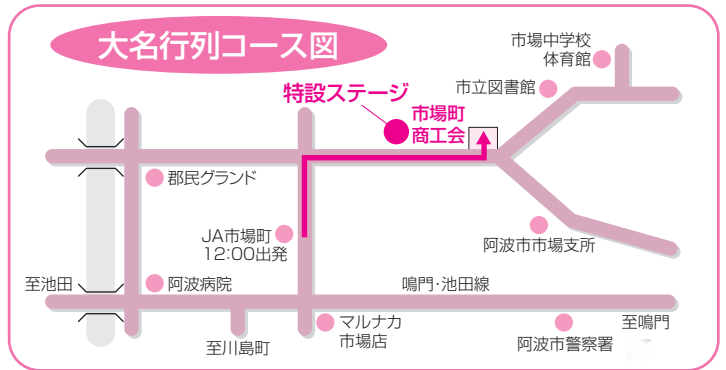 大名行列コース図
市場中学校
体育館
市立図書館
特設ステージ
市場町
商工会
郡民グランド
JA市場町
12:00出発
阿波市市場支所
至池田
阿波病院
鳴門・池田線
マルナカ
市場店
至川島町
阿波市警察署
至鳴門